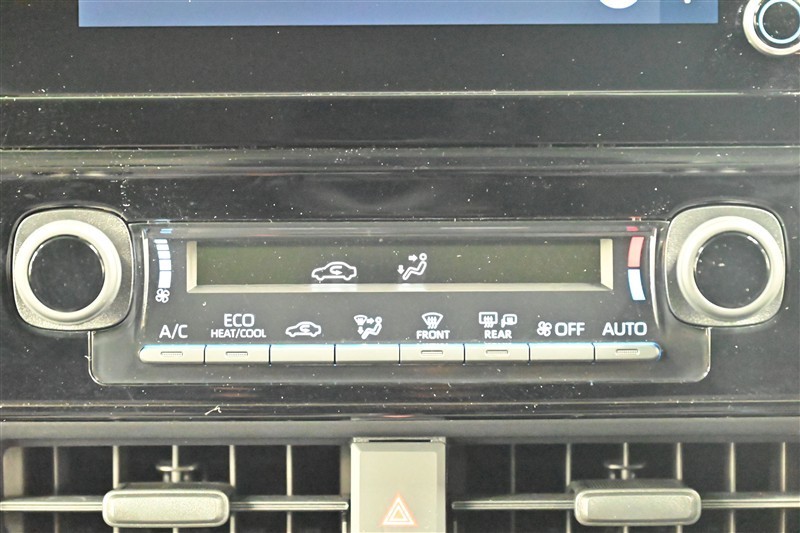 A/C
ECO
HEAT/COOL
FRONT
REAR
OFF
AUTO